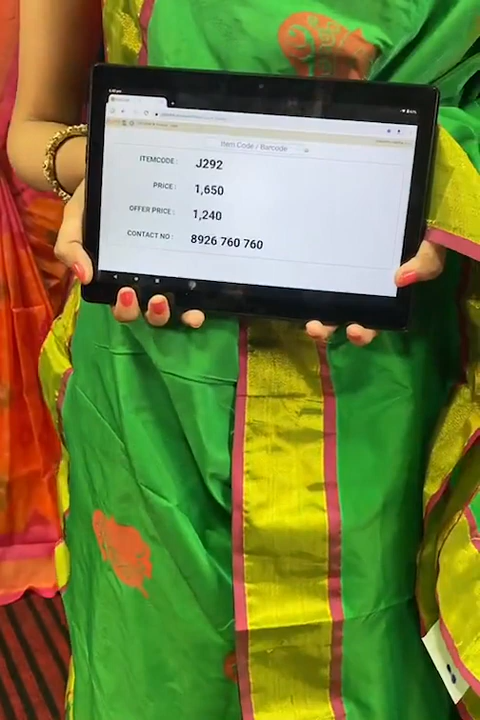 Item Code / Barcode
ITEMCODE : J292
PRICE : 1,650
OFFER PRICE : 1,240
CONTACT NO : 8926 760 760